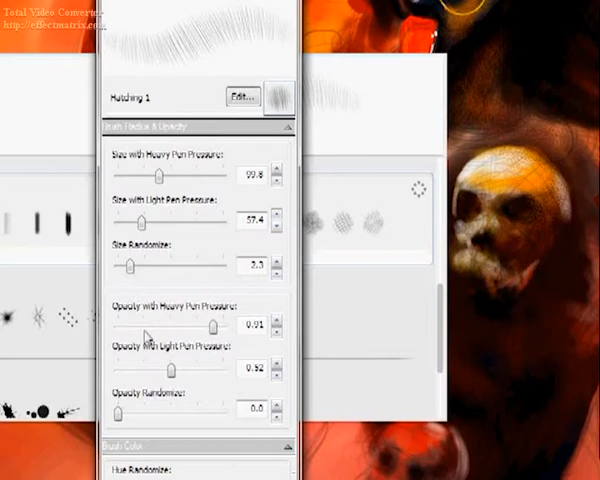 Total Video Converter
http://effectmatrix.com
Hatching 1
Edit...
Brush Radius & Opacity
Size with Heavy Pen Pressure:
99.8
Size with Light Pen Pressure:
57.4
Size Randomize:
2.3
Opacity with Heavy Pen Pressure:
0.91
Opacity with Light Pen Pressure:
0.52
Opacity Randomize:
0.0
Brush Color
Hue Randomize: